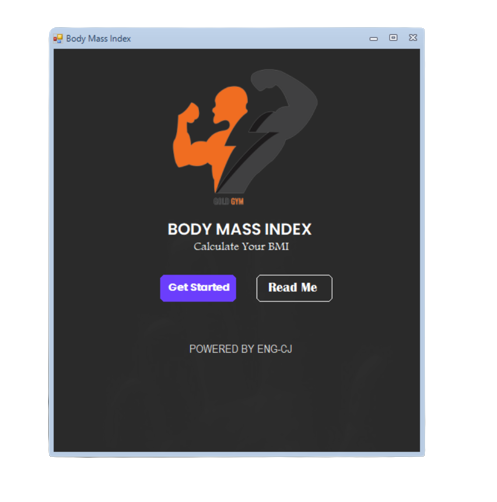 Body Mass Index
GOLD GYM
BODY MASS INDEX
Calculate Your BMI
Get Started
Read Me
POWERED BY ENG-CJ